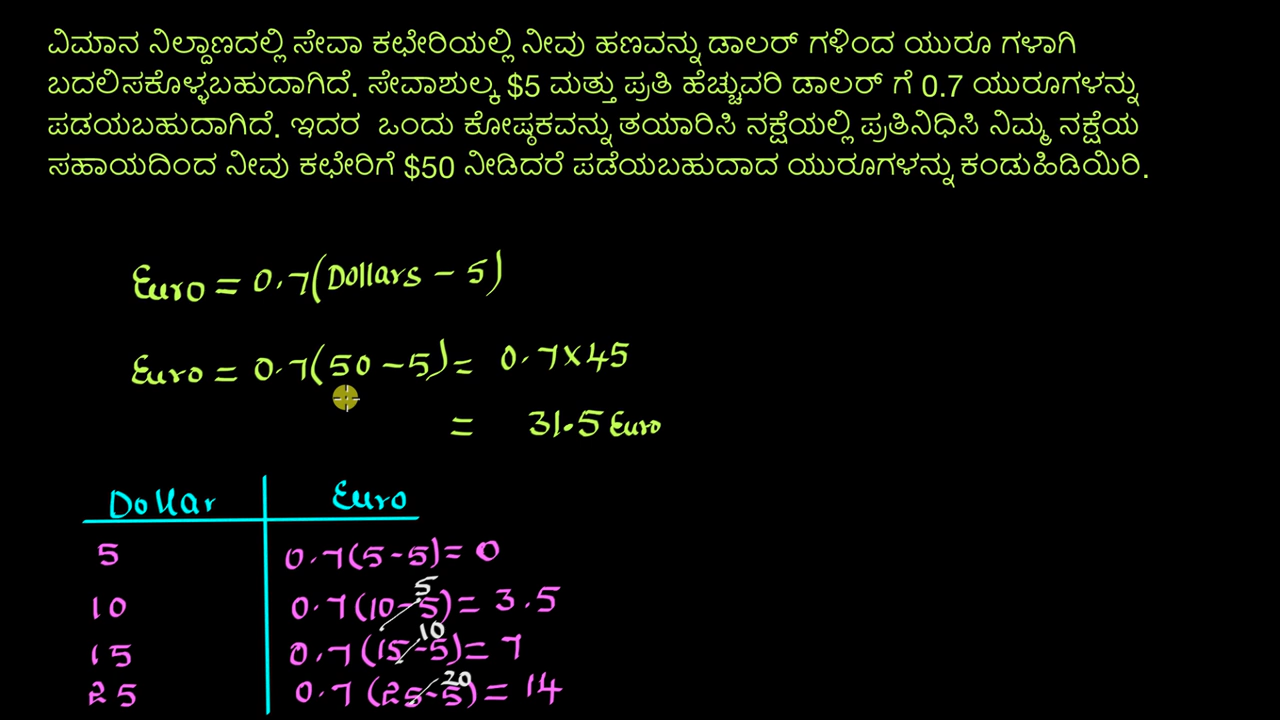 ವಿಮಾನ ನಿಲ್ದಾಣದಲ್ಲಿ ಸೇವಾ ಕಛೇರಿಯಲ್ಲಿ ನೀವು ಹಣವನ್ನು ಡಾಲರ್ ಗಳಿಂದ ಯುರೂ ಗಳಾಗಿ
ಬದಲಿಸಕೊಳ್ಳಬಹುದಾಗಿದೆ. ಸೇವಾಶುಲ್ಕ $5 ಮತ್ತು ಪ್ರತಿ ಹೆಚ್ಚುವರಿ ಡಾಲರ್ ಗೆ 0.7 ಯುರೂಗಳನ್ನು
ಪಡಯಬಹುದಾಗಿದೆ. ಇದರ ಒಂದು ಕೋಷ್ಠಕವನ್ನು ತಯಾರಿಸಿ ನಕ್ಷೆಯಲ್ಲಿ ಪ್ರತಿನಿಧಿಸಿ ನಿಮ್ಮ ನಕ್ಷೆಯ
ಸಹಾಯದಿಂದ ನೀವು ಕಛೇರಿಗೆ $50 ನೀಡಿದರೆ ಪಡೆಯಬಹುದಾದ ಯುರೂಗಳನ್ನು ಕಂಡುಹಿಡಿಯಿರಿ.
Euro = 0.7(Dollars - 5)
Euro = 0.7(50 - 5) = 0.7 x 45
= 31.5 Euro
Dollar Euro
5 0.7(5-5) = 0
10 0.7(10-5) = 3.5 5
15 0.7(15-5) = 7 10
25 0.7(25-5) = 14 20